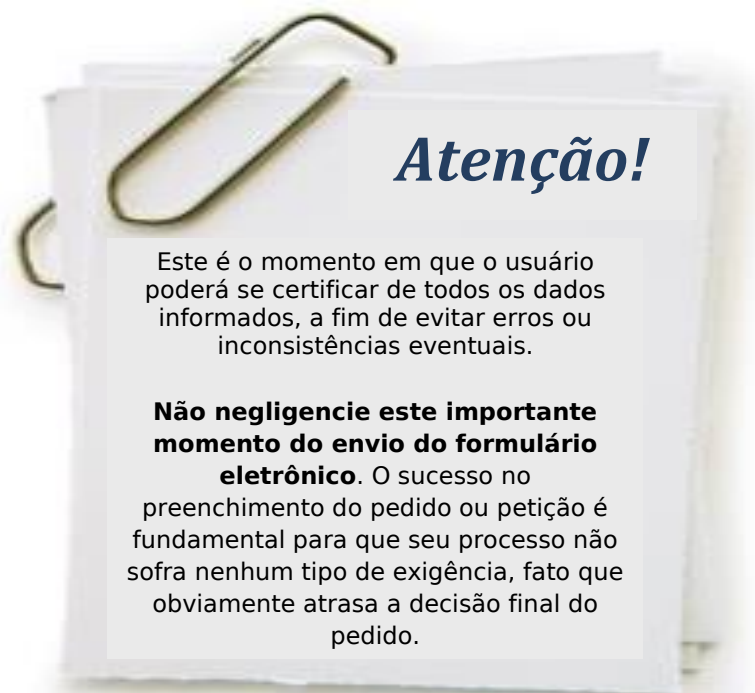 Atenção!
Este é o momento em que o usuário
poderá se certificar de todos os dados
informados, a fim de evitar erros ou
inconsistências eventuais.
Não negligencie este importante
momento do envio do formulário
eletrônico. O sucesso no
preenchimento do pedido ou petição é
fundamental para que seu processo não
sofra nenhum tipo de exigência, fato que
obviamente atrasa a decisão final do
pedido.